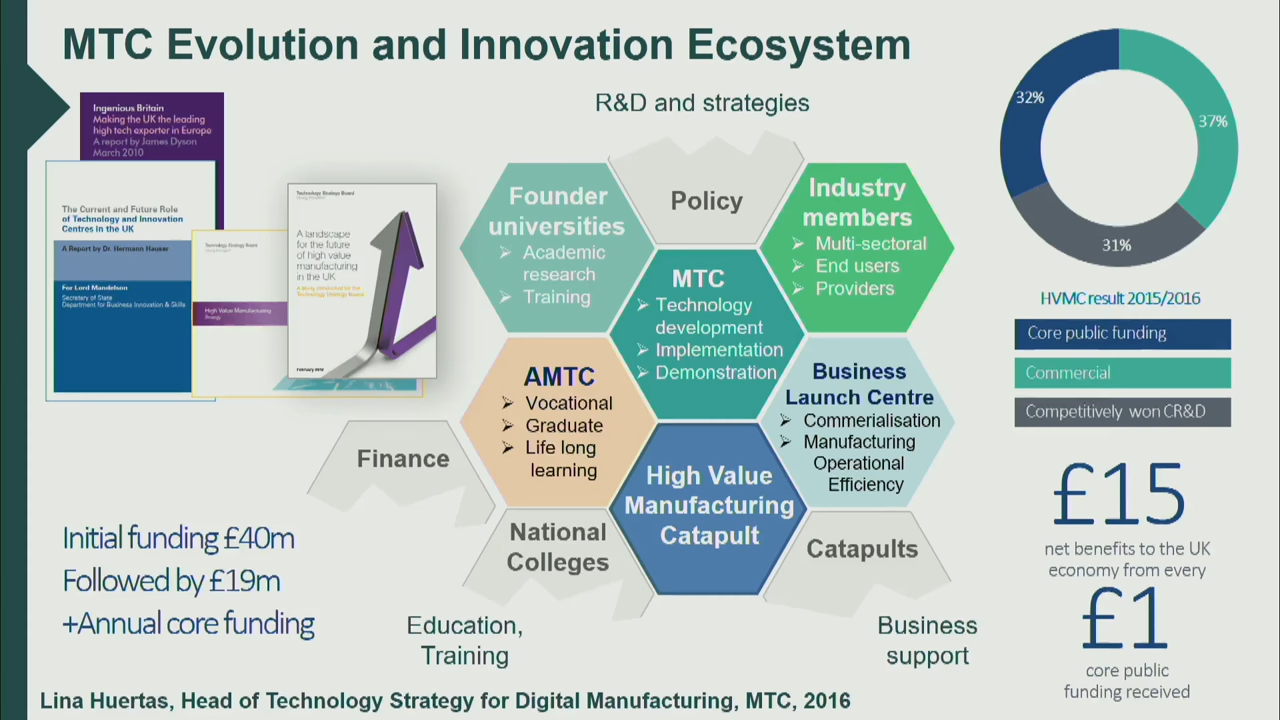 MTC Evolution and Innovation Ecosystem
Ingenious Britain
Making the UK the leading
high tech exporter in Europe
A report by James Dyson
March 2010
The Current and Future Role
of Technology and Innovation
Centres in the UK
A Report by Dr. Hermann Hauser
For Lord Mandelson
Secretary of State
Department for Business Innovation & Skills
Technology Strategy Board
High Value Manufacturing
Strategy
Technology Strategy Board
A landscape
for the future
of high value
manufacturing
in the UK
A study conducted for the
Technology Strategy Board
Initial funding £40m
Followed by £19m
+Annual core funding
R&D and strategies
Founder
universities
➢ Academic
research
➢ Training
Policy
Industry
members
➢ Multi-sectoral
➢ End users
➢ Providers
MTC
➢ Technology
development
➢ Implementation
➢ Demonstration
AMTC
➢ Vocational
➢ Graduate
➢ Life long
learning
Business
Launch Centre
➢ Commerialisation
➢ Manufacturing
Operational
Efficiency
Finance
High Value
Manufacturing
Catapult
National
Colleges
Catapults
Education,
Training
Business
support
32%
37%
31%
HVMC result 2015/2016
Core public funding
Commercial
Competitively won CR&D
£15
net benefits to the UK
economy from every
£1
core public
funding received
Lina Huertas, Head of Technology Strategy for Digital Manufacturing, MTC, 2016